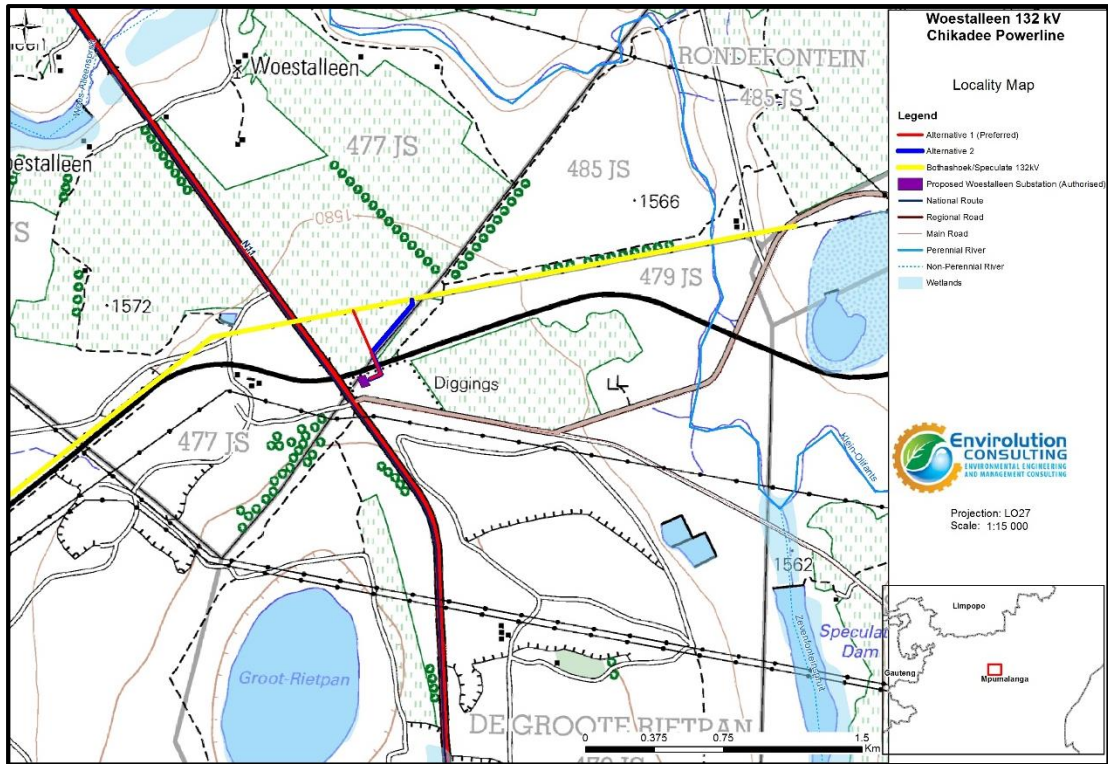 Woestalleen 132 kV
Chikadee Powerline
Locality Map
Legend
Alternative 1 (Preferred)
Alternative 2
Bothashoek/Speculate 132kV
Proposed Woestalleen Substation (Authorised)
National Route
Regional Road
Main Road
Perennial River
Non-Perennial River
Wetlands
Envirolution
CONSULTING
ENVIRONMENTAL ENGINEERING
AND MANAGEMENT CONSULTING
Projection: LO27
Scale: 1:15 000
Limpopo
Gauteng
Mpumalanga
Woestalleen
RONDEFONTEIN
485 JS
477 JS
485 JS
1566
1580
oestalleen
N11
479 JS
1572
Diggings
477 JS
Klein-Olifants
1562
Zevenfonteinspruit
Speculat
Dam
Groot-Rietpan
DE GROOTE RIETPAN
0 0.375 0.75 1.5
Km